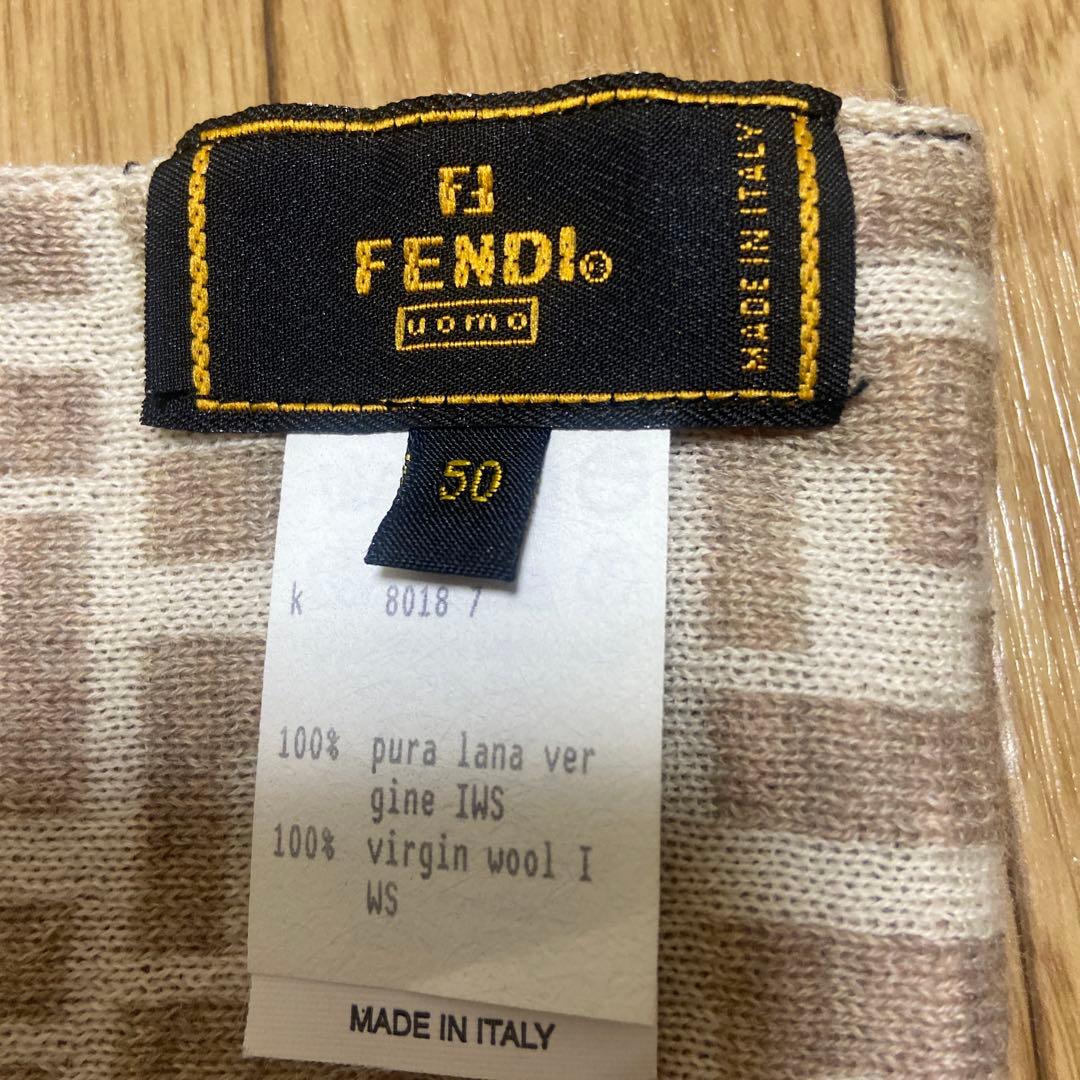 FF
FENDI®
uomo
MADE IN ITALY
50
k 8018 7
100% pura lana ver
gine IWS
100% virgin wool I
WS
MADE IN ITALY